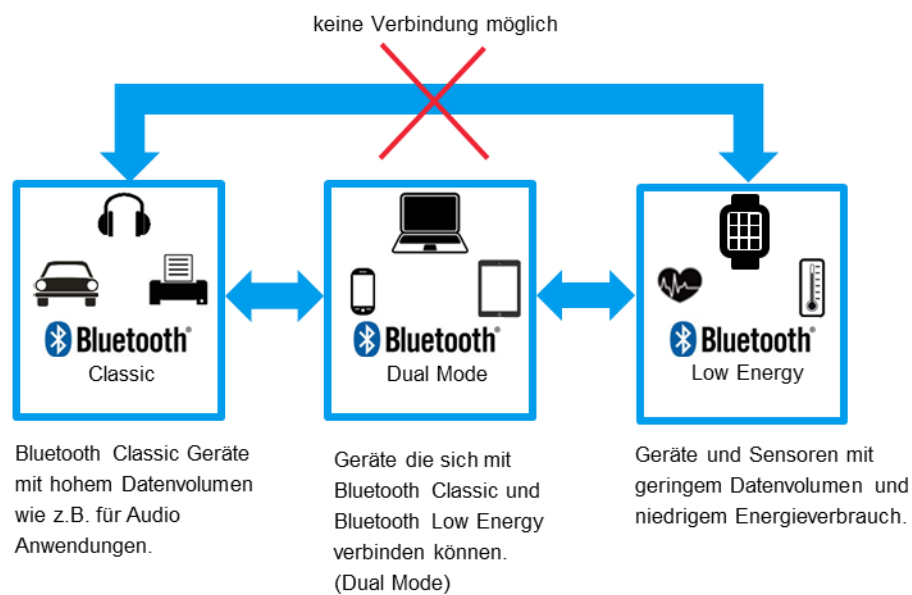 keine Verbindung möglich
Bluetooth®
Classic
Bluetooth®
Dual Mode
Bluetooth®
Low Energy
Bluetooth Classic Geräte
mit hohem Datenvolumen
wie z.B. für Audio
Anwendungen.
Geräte die sich mit
Bluetooth Classic und
Bluetooth Low Energy
verbinden können.
(Dual Mode)
Geräte und Sensoren mit
geringem Datenvolumen und
niedrigem Energieverbrauch.